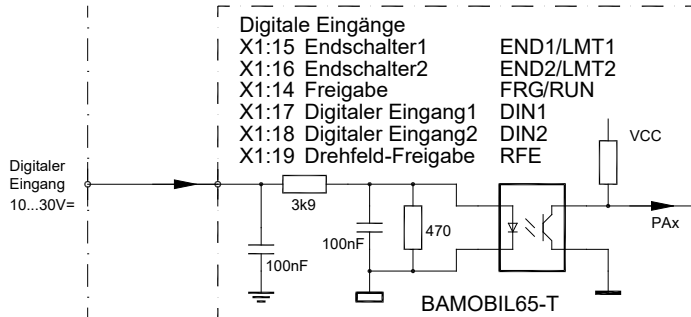 Digitale Eingänge
X1:15 Endschalter1 END1/LMT1
X1:16 Endschalter2 END2/LMT2
X1:14 Freigabe FRG/RUN
X1:17 Digitaler Eingang1 DIN1
X1:18 Digitaler Eingang2 DIN2
X1:19 Drehfeld-Freigabe RFE
VCC
Digitaler
Eingang
10...30V=
3k9
PAx
470
100nF
100nF
BAMOBIL65-T